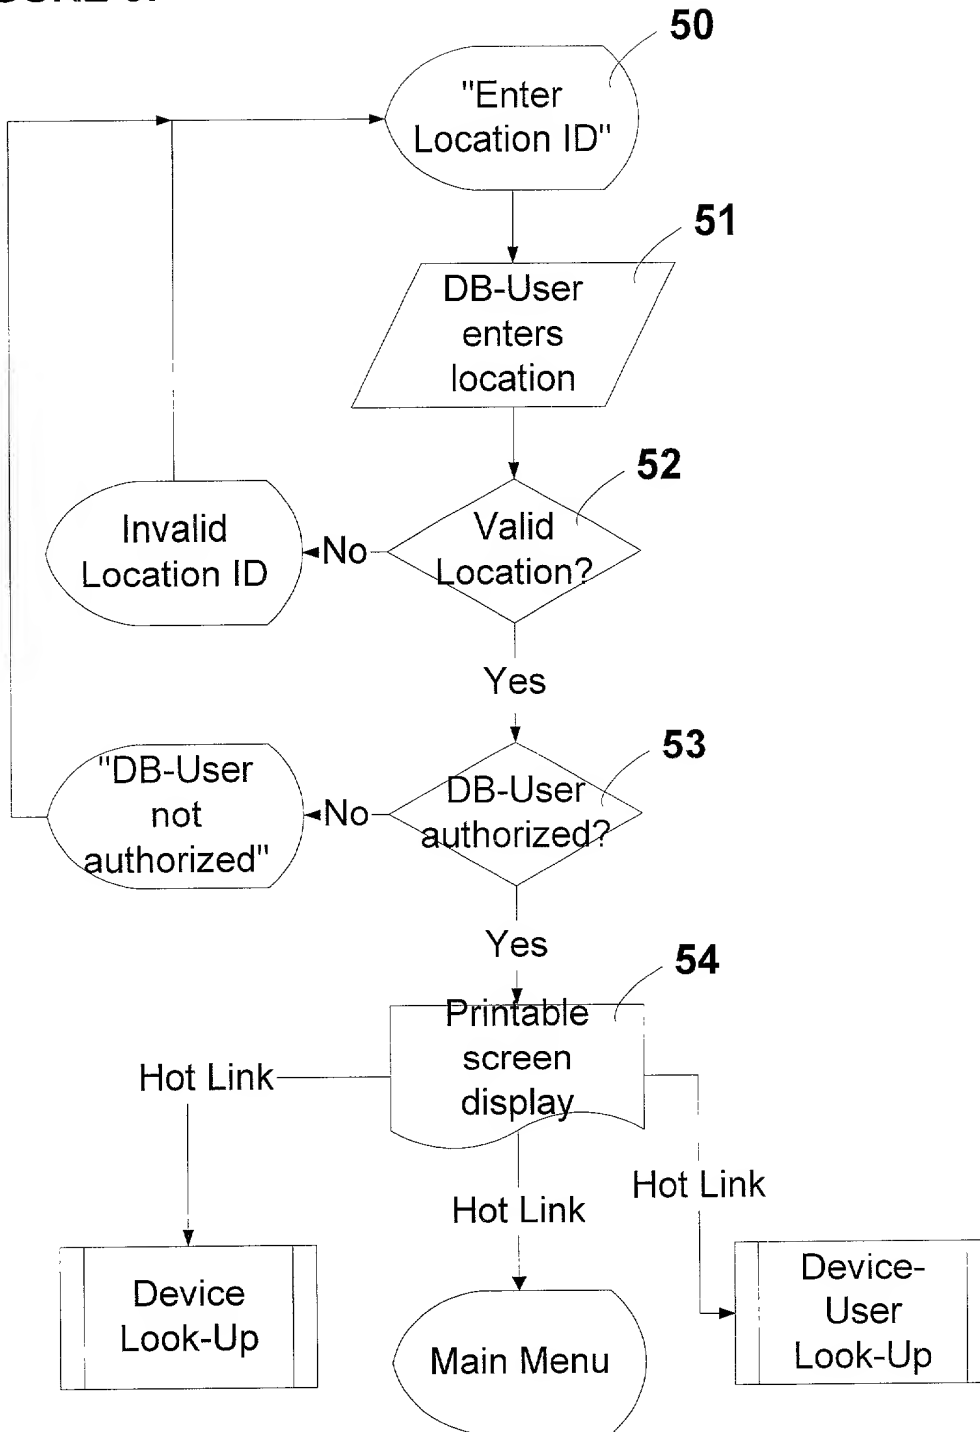 50
"Enter
Location ID"
51
DB-User
enters
location
52
Valid
Location?
No
Invalid
Location ID
Yes
53
DB-User
authorized?
No
"DB-User
not
authorized"
Yes
54
Printable
screen
display
Hot Link
Hot Link
Hot Link
Device
Look-Up
Main Menu
Device-
User
Look-Up